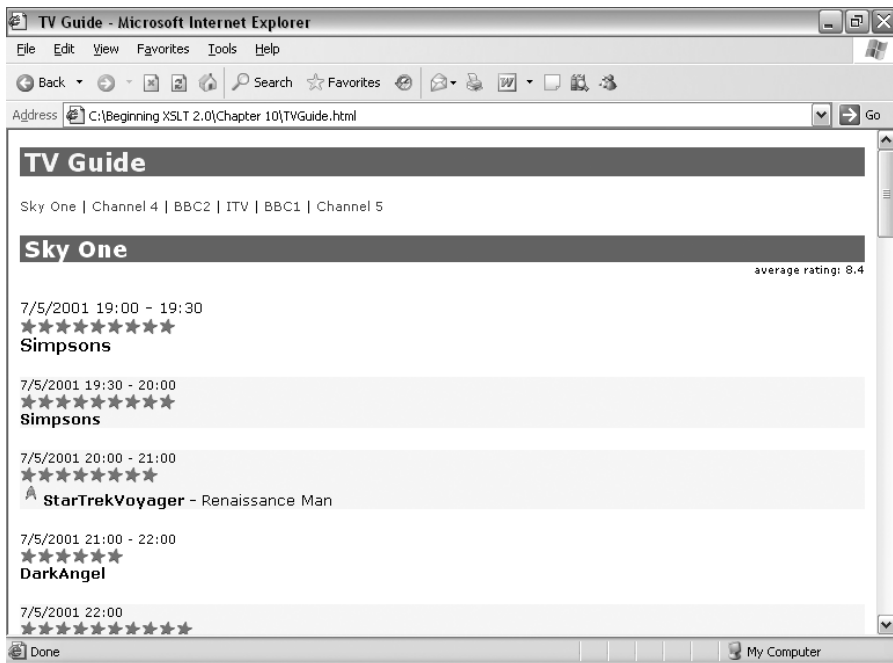 TV Guide - Microsoft Internet Explorer
File Edit View Favorites Tools Help
Back Search Favorites
Address C:\Beginning XSLT 2.0\Chapter 10\TVGuide.html Go
TV Guide
Sky One | Channel 4 | BBC2 | ITV | BBC1 | Channel 5
Sky One
average rating: 8.4
7/5/2001 19:00 - 19:30
Simpsons
7/5/2001 19:30 - 20:00
Simpsons
7/5/2001 20:00 - 21:00
StarTrekVoyager - Renaissance Man
7/5/2001 21:00 - 22:00
DarkAngel
7/5/2001 22:00
Done My Computer